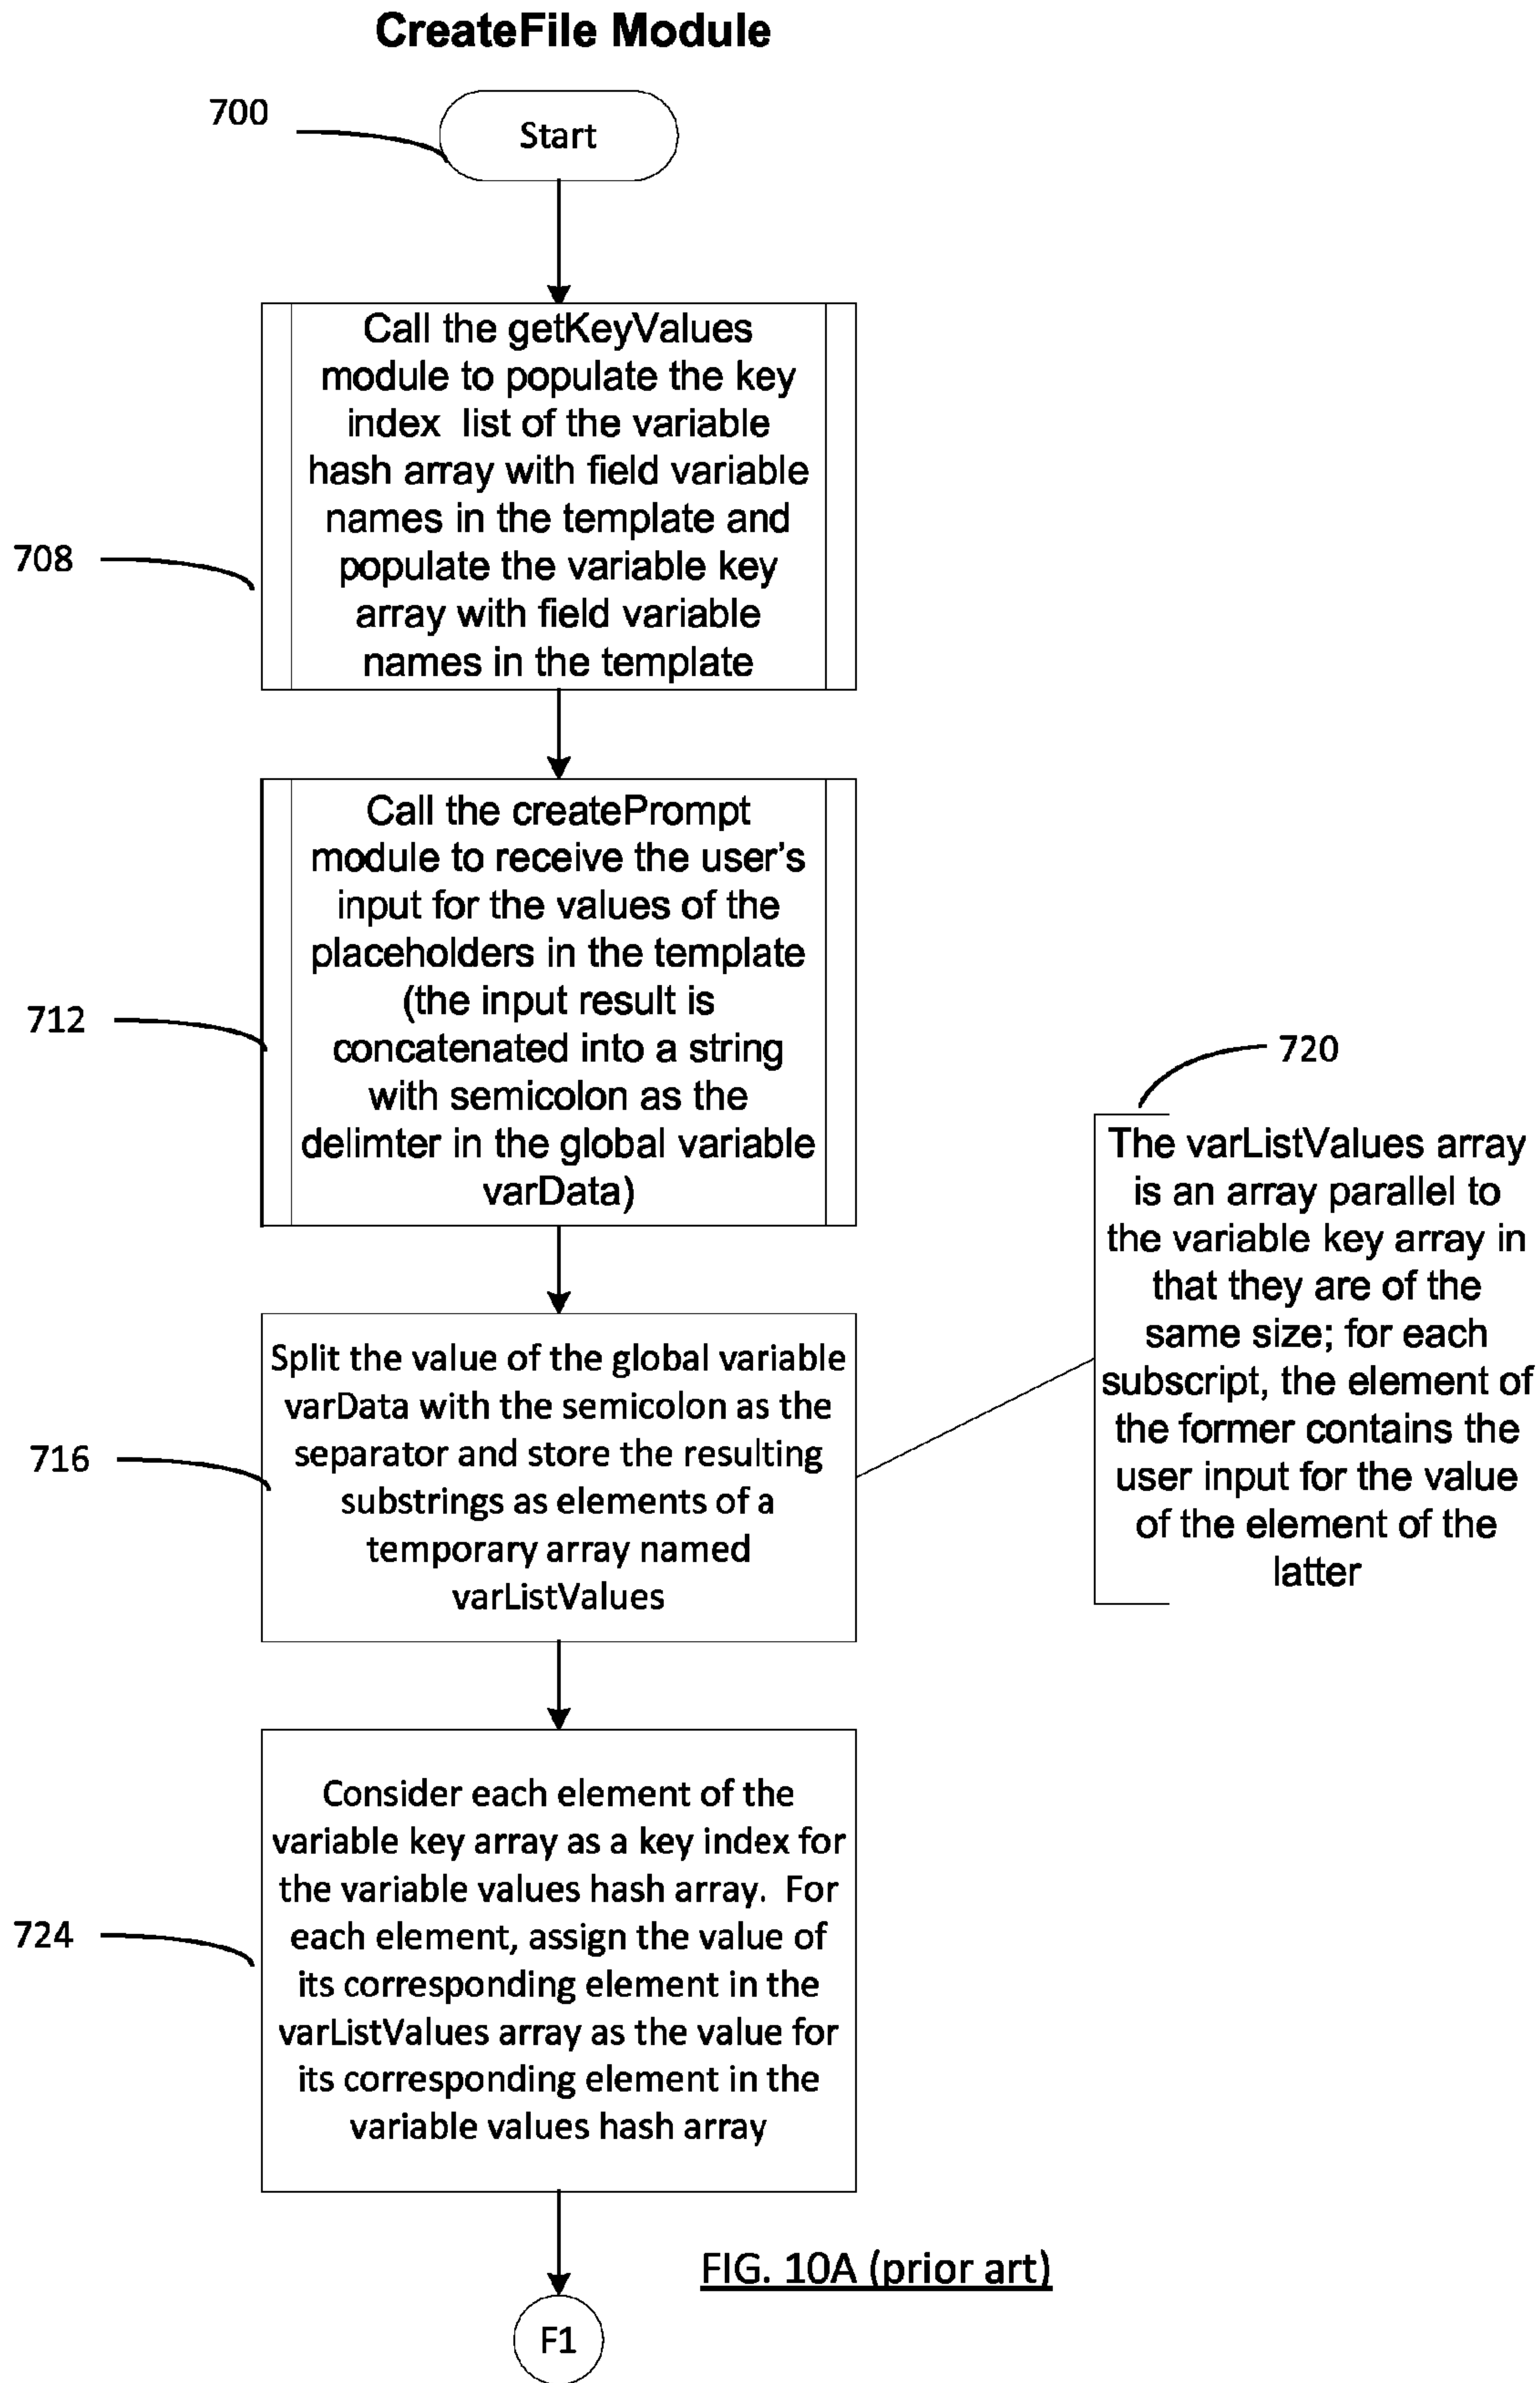 CreateFile Module
700
Start
Call the getKeyValues
module to populate the key
index list of the variable
hash array with field variable
names in the template and
populate the variable key
array with field variable
names in the template
708
Call the createPrompt
module to receive the user's
input for the values of the
placeholders in the template
(the input result is
concatenated into a string
with semicolon as the
delimter in the global variable
varData)
712
720
The varListValues array
is an array parallel to
the variable key array in
that they are of the
same size; for each
subscript, the element of
the former contains the
user input for the value
of the element of the
latter
Split the value of the global variable
varData with the semicolon as the
separator and store the resulting
substrings as elements of a
temporary array named
varListValues
716
Consider each element of the
variable key array as a key index for
the variable values hash array. For
each element, assign the value of
its corresponding element in the
varListValues array as the value for
its corresponding element in the
variable values hash array
724
FIG. 10A (prior art)
F1